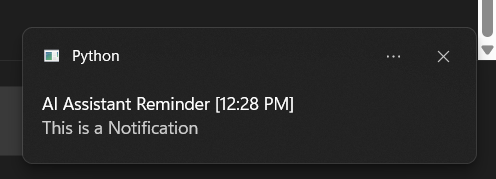 Python
AI Assistant Reminder [12:28 PM]
This is a Notification